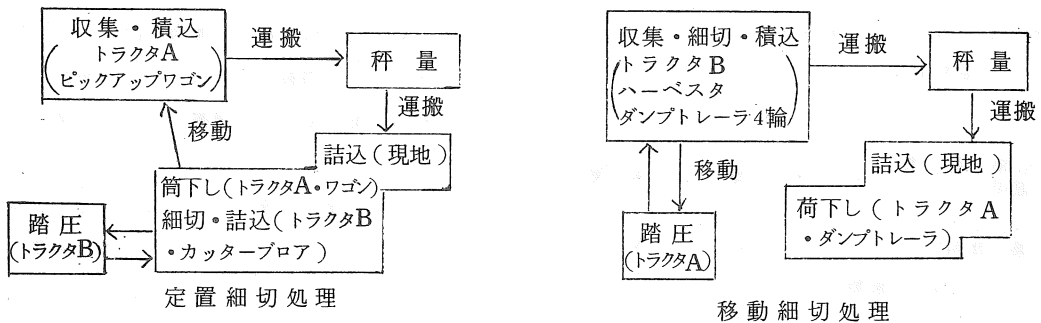 収集・積込
トラクタA
ピックアップワゴン
運搬
秤量
運搬
移動
詰込(現地)
筒下し(トラクタA・ワゴン)
細切・詰込(トラクタB
・カッターブロア)
踏圧
(トラクタB)
定置細切処理
収集・細切・積込
トラクタB
ハーベスタ
ダンプトレーラ4輪
運搬
秤量
運搬
移動
詰込(現地)
荷下し(トラクタA
・ダンプトレーラ)
踏圧
(トラクタA)
移動細切処理